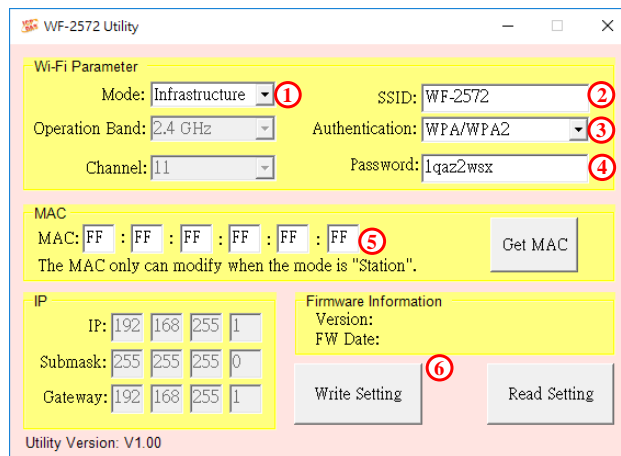 WF-2572 Utility
Wi-Fi Parameter
Mode: Infrastructure ① SSID: WF-2572 ②
Operation Band: 2.4 GHz Authentication: WPA/WPA2 ③
Channel: 11 Password: 1qaz2wsx ④
MAC
MAC: FF : FF : FF : FF : FF : FF ⑤ Get MAC
The MAC only can modify when the mode is "Station".
IP
IP: 192 168 255 1
Submask: 255 255 255 0
Gateway: 192 168 255 1
Firmware Information
Version:
FW Date:
⑥
Write Setting Read Setting
Utility Version: V1.00